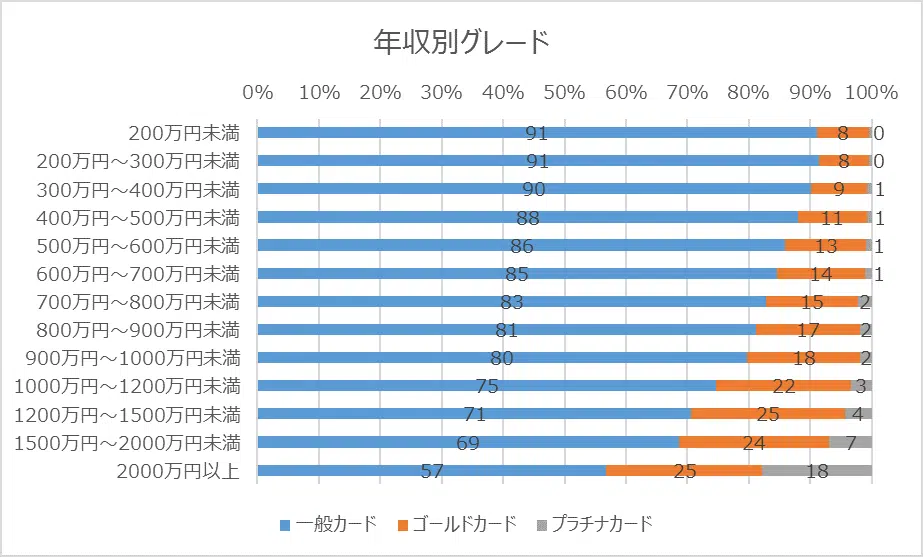 年収別グレード
0% 10% 20% 30% 40% 50% 60% 70% 80% 90% 100%
200万円未満 91 8 0
200万円～300万円未満 91 8 0
300万円～400万円未満 90 9 1
400万円～500万円未満 88 11 1
500万円～600万円未満 86 13 1
600万円～700万円未満 85 14 1
700万円～800万円未満 83 15 2
800万円～900万円未満 81 17 2
900万円～1000万円未満 80 18 2
1000万円～1200万円未満 75 22 3
1200万円～1500万円未満 71 25 4
1500万円～2000万円未満 69 24 7
2000万円以上 57 25 18
一般カード ゴールドカード プラチナカード